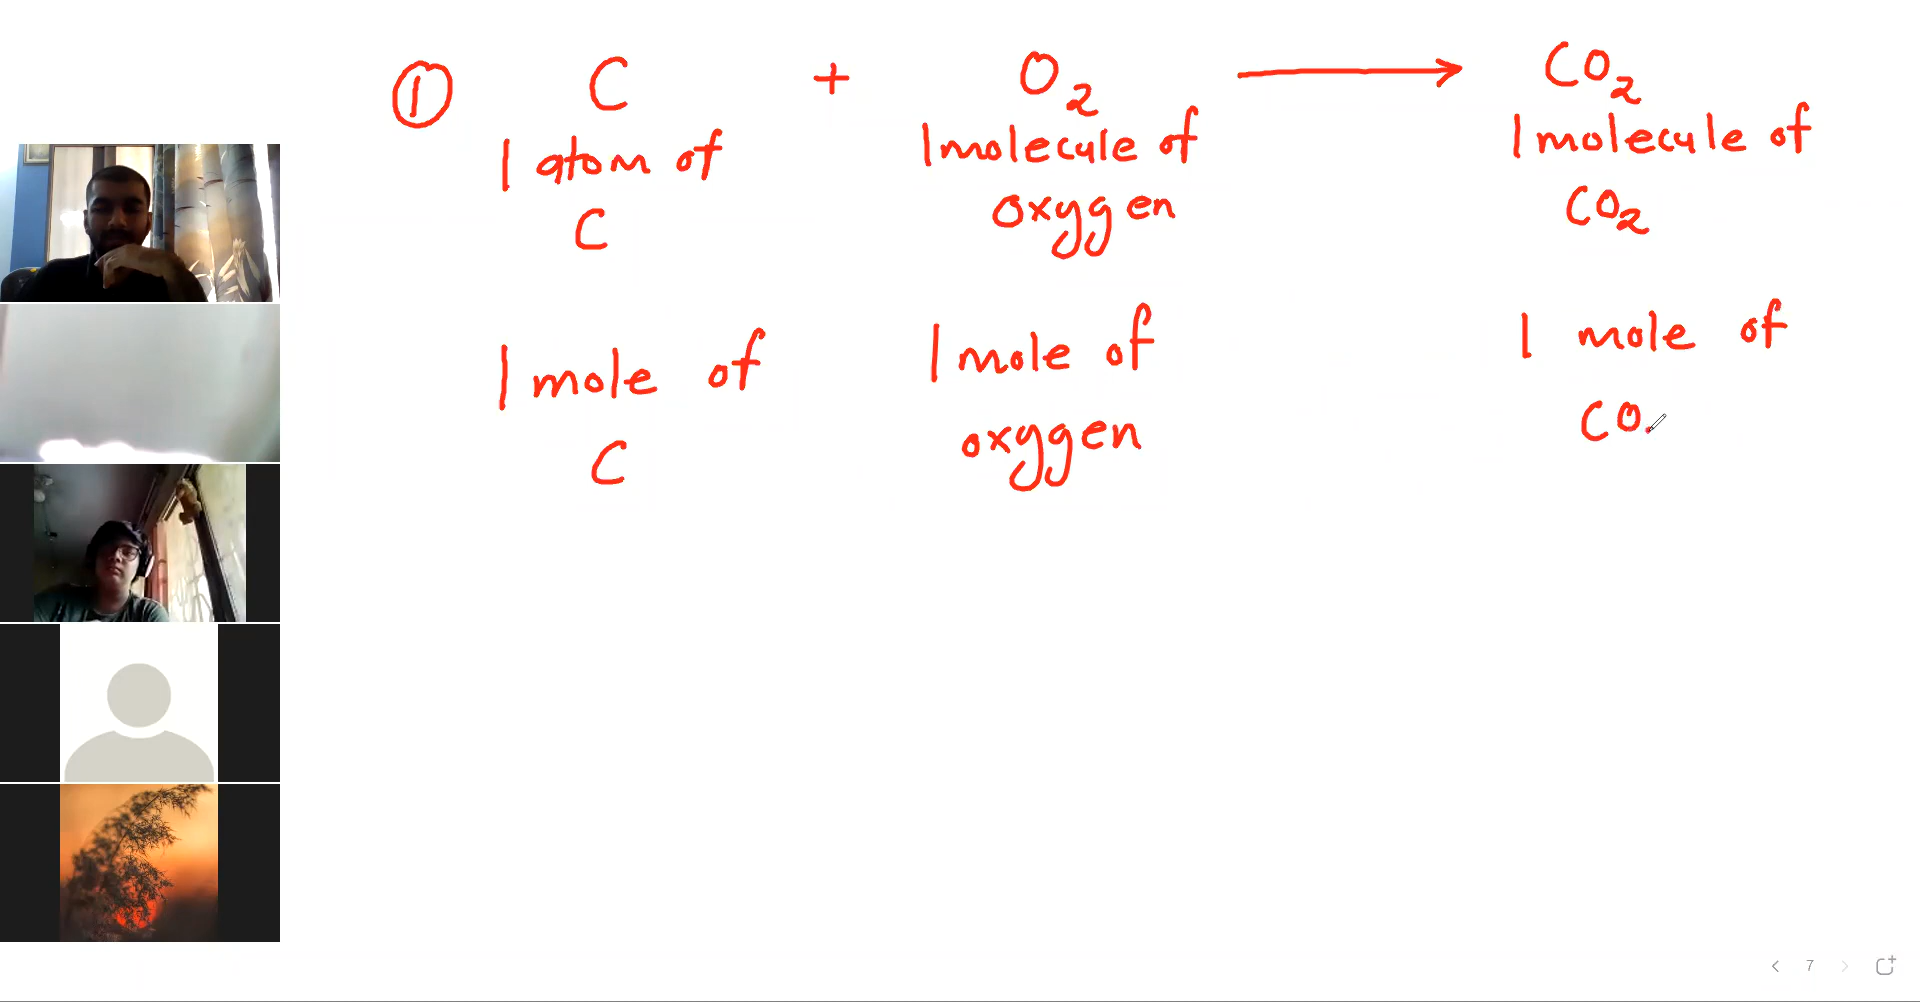 ① C + O₂ ⟶ CO₂
1 atom of 1 molecule of 1 molecule of
C oxygen CO₂
1 mole of 1 mole of 1 mole of
C oxygen CO
7